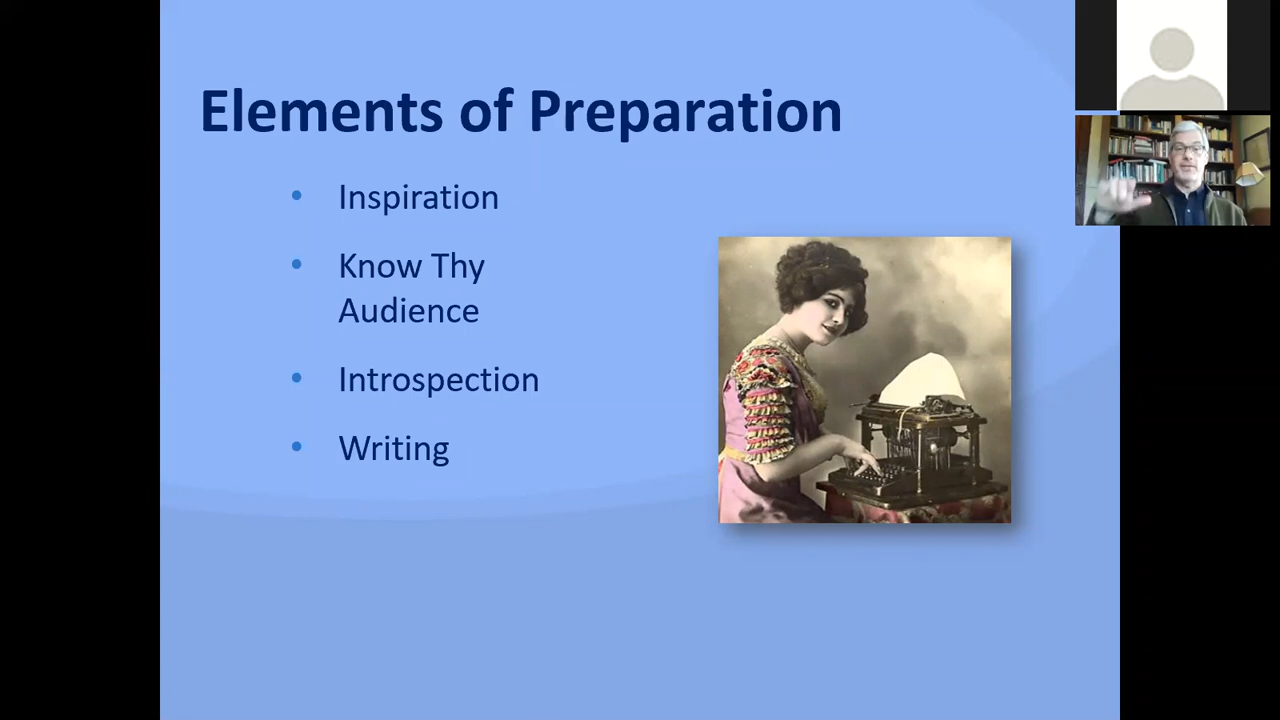 Elements of Preparation
• Inspiration
• Know Thy
Audience
• Introspection
• Writing